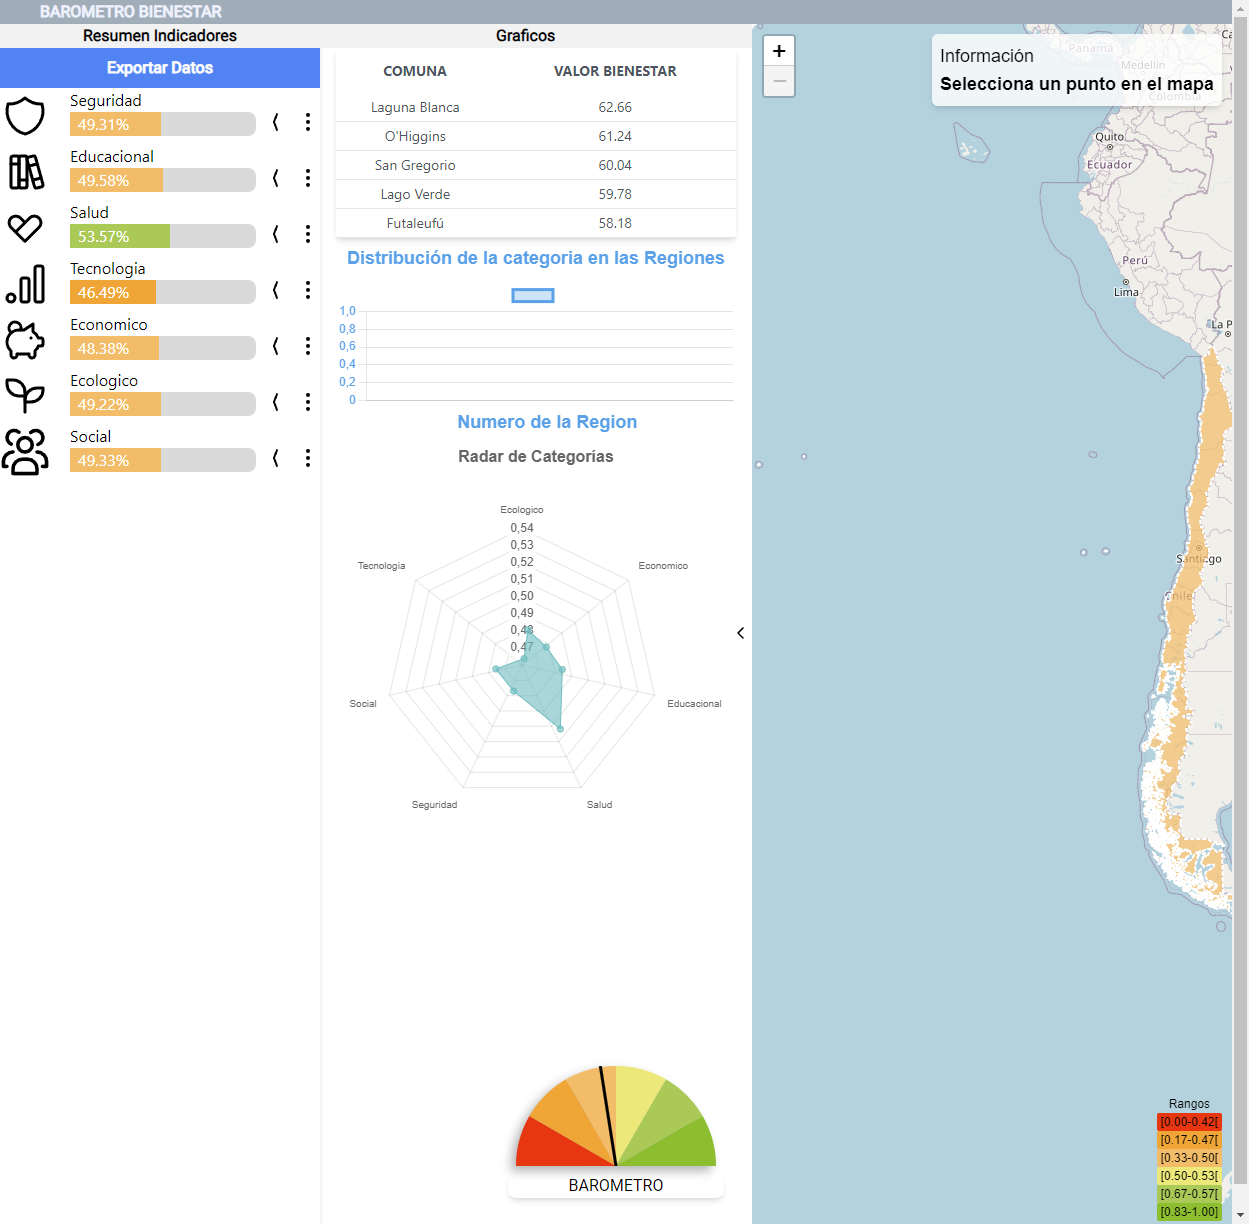 BAROMETRO BIENESTAR
Resumen Indicadores
Exportar Datos
Seguridad
49.31%
Educacional
49.58%
Salud
53.57%
Tecnologia
46.49%
Economico
48.38%
Ecologico
49.22%
Social
49.33%
Graficos
COMUNA VALOR BIENESTAR
Laguna Blanca 62.66
O'Higgins 61.24
San Gregorio 60.04
Lago Verde 59.78
Futaleufú 58.18
Distribución de la categoria en las Regiones
1,0
0,8
0,6
0,4
0,2
0
Numero de la Region
Radar de Categorías
Ecologico
0,54
0,53
0,52
0,51
0,50
0,49
0,48
0,47
Tecnologia
Economico
Social
Educacional
Seguridad
Salud
BAROMETRO
+
−
Información
Selecciona un punto en el mapa
Panamá
Medellín
Colombia
Ca
Quito
Ecuador
Perú
Lima
La P
Santiago
Chile
Rangos
[0.00-0.42[
[0.17-0.47[
[0.33-0.50[
[0.50-0.53[
[0.67-0.57[
[0.83-1.00]